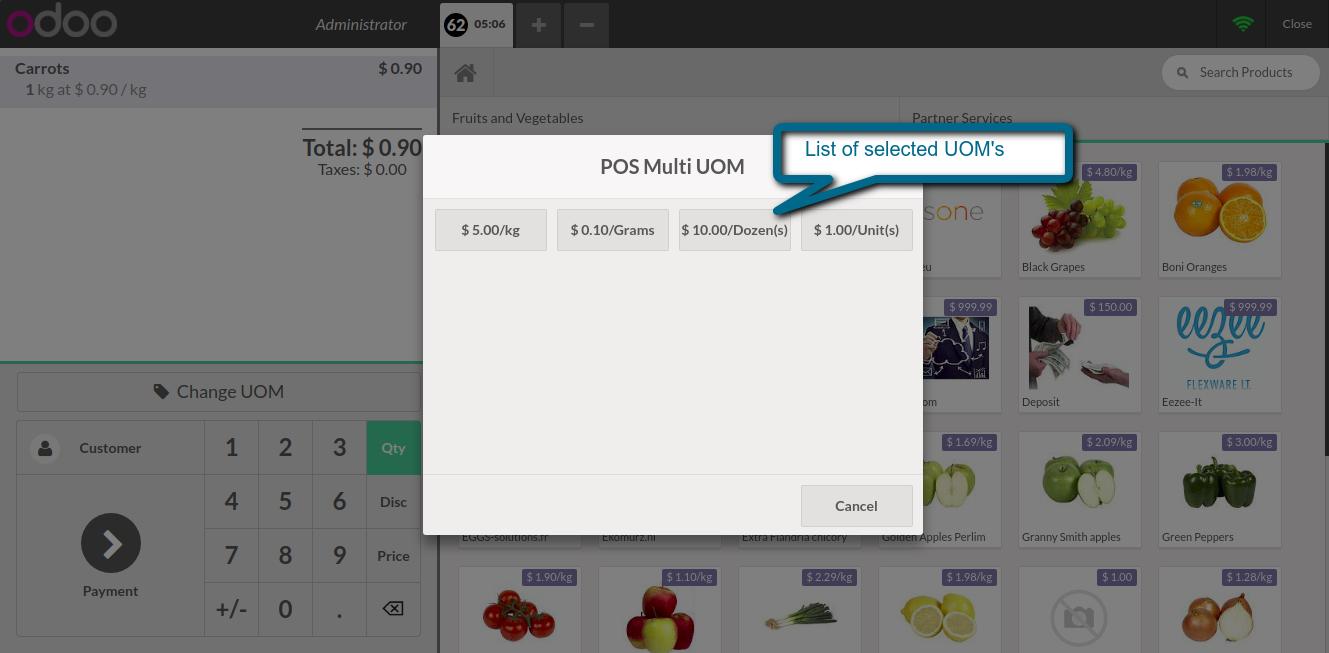 odoo
Administrator
62 05:06
+
−
Close
Carrots
$ 0.90
1 kg at $ 0.90 / kg
Total: $ 0.90
Taxes: $ 0.00
Search Products
Fruits and Vegetables
Partner Services
List of selected UOM's
POS Multi UOM
$ 5.00/kg
$ 0.10/Grams
$ 10.00/Dozen(s)
$ 1.00/Unit(s)
Cancel
sone
eu
$ 4.80/kg
Black Grapes
$ 1.98/kg
Boni Oranges
$ 999.99
om
$ 150.00
Deposit
$ 999.99
eezee
FLEXWARE I.T.
Eezee-It
$ 1.69/kg
$ 2.09/kg
$ 3.00/kg
EGGS-solutions.fr
Ekomurz.nl
Extra Flandria chicory
Golden Apples Perlim
Granny Smith apples
Green Peppers
$ 1.90/kg
$ 1.10/kg
$ 2.29/kg
$ 1.98/kg
$ 1.00
$ 1.28/kg
Change UOM
Customer
1 2 3 Qty
4 5 6 Disc
7 8 9 Price
+/- 0 .
Payment